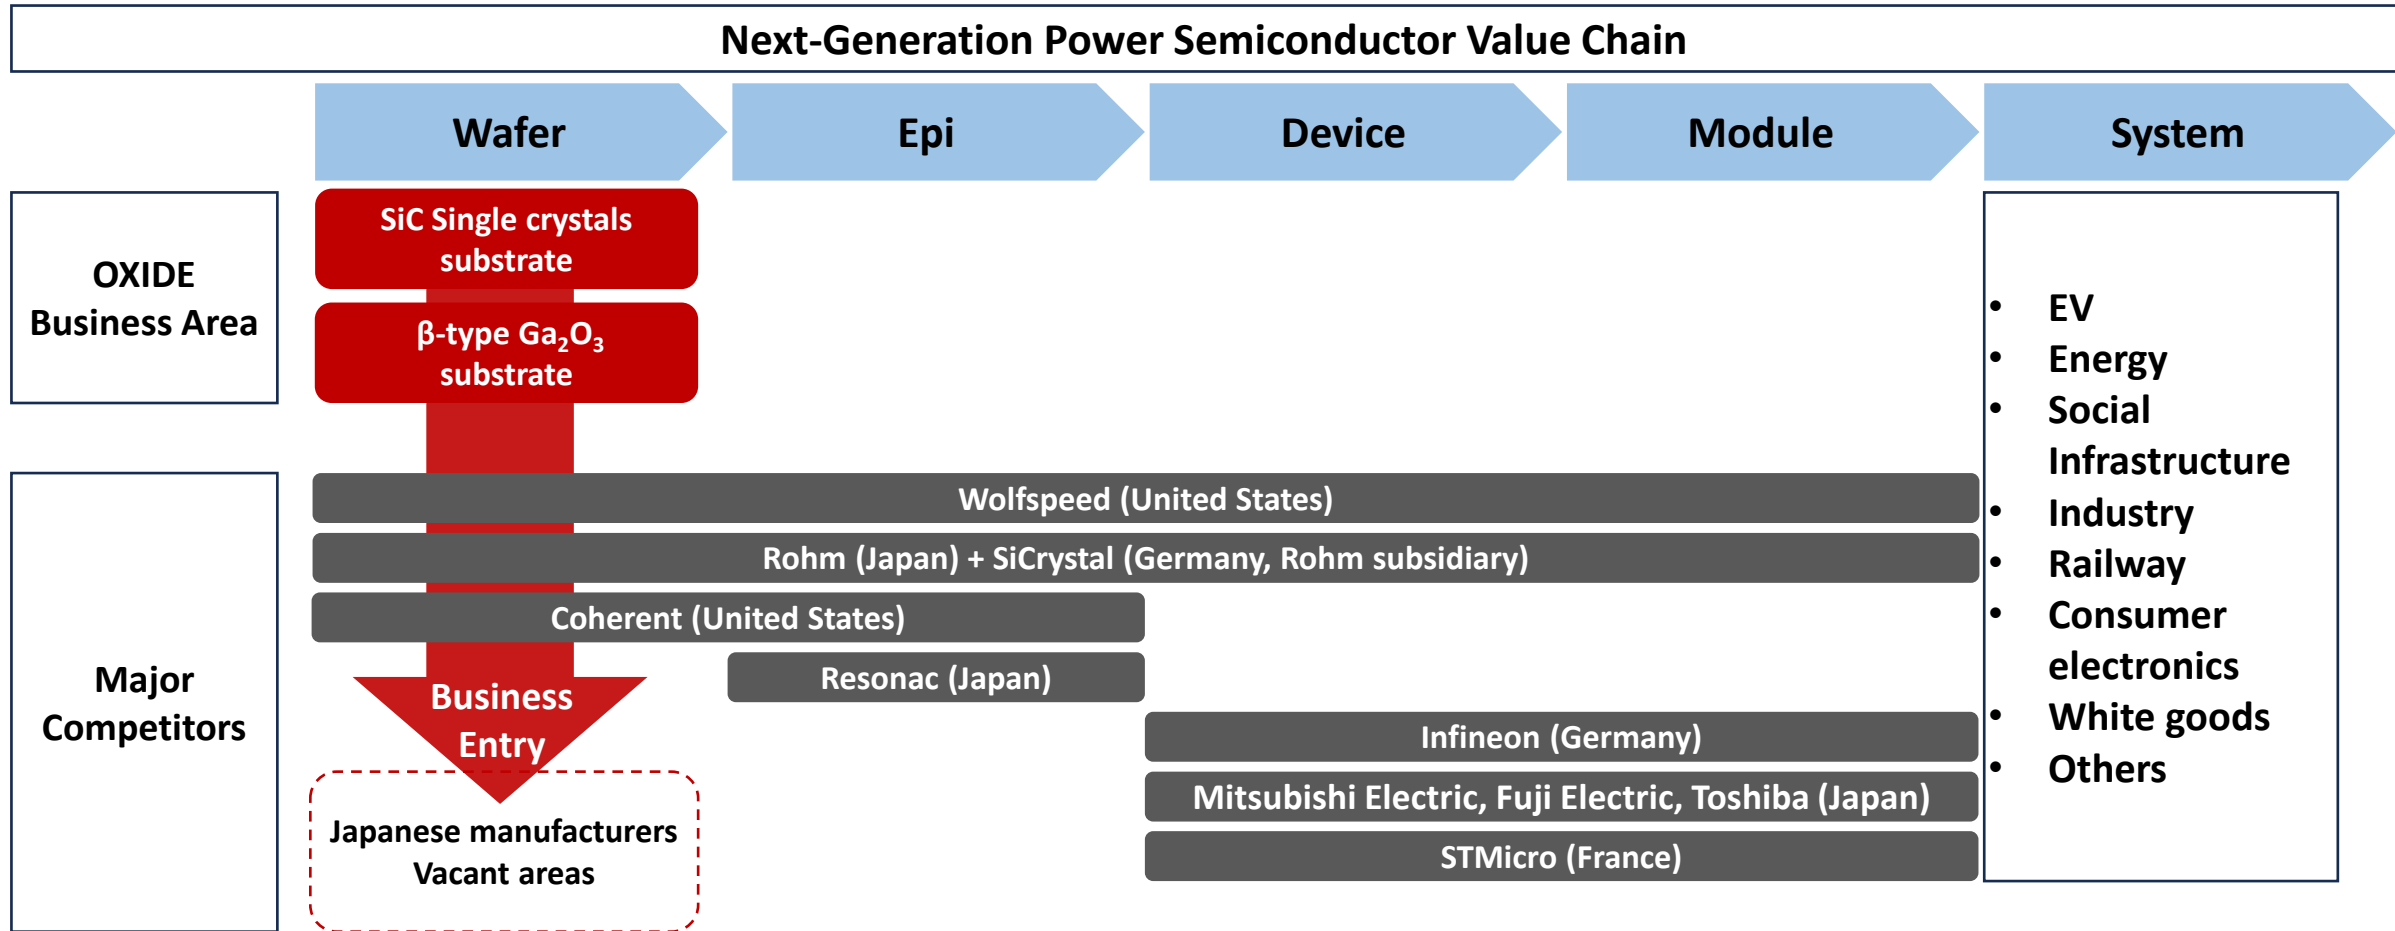 Next-Generation Power Semiconductor Value Chain
Wafer
Epi
Device
Module
System
OXIDE
Business Area
SiC Single crystals
substrate
β-type Ga₂O₃
substrate
Major
Competitors
Wolfspeed (United States)
Rohm (Japan) + SiCrystal (Germany, Rohm subsidiary)
Coherent (United States)
Resonac (Japan)
Infineon (Germany)
Mitsubishi Electric, Fuji Electric, Toshiba (Japan)
STMicro (France)
Business
Entry
Japanese manufacturers
Vacant areas
• EV
• Energy
• Social
Infrastructure
• Industry
• Railway
• Consumer
electronics
• White goods
• Others